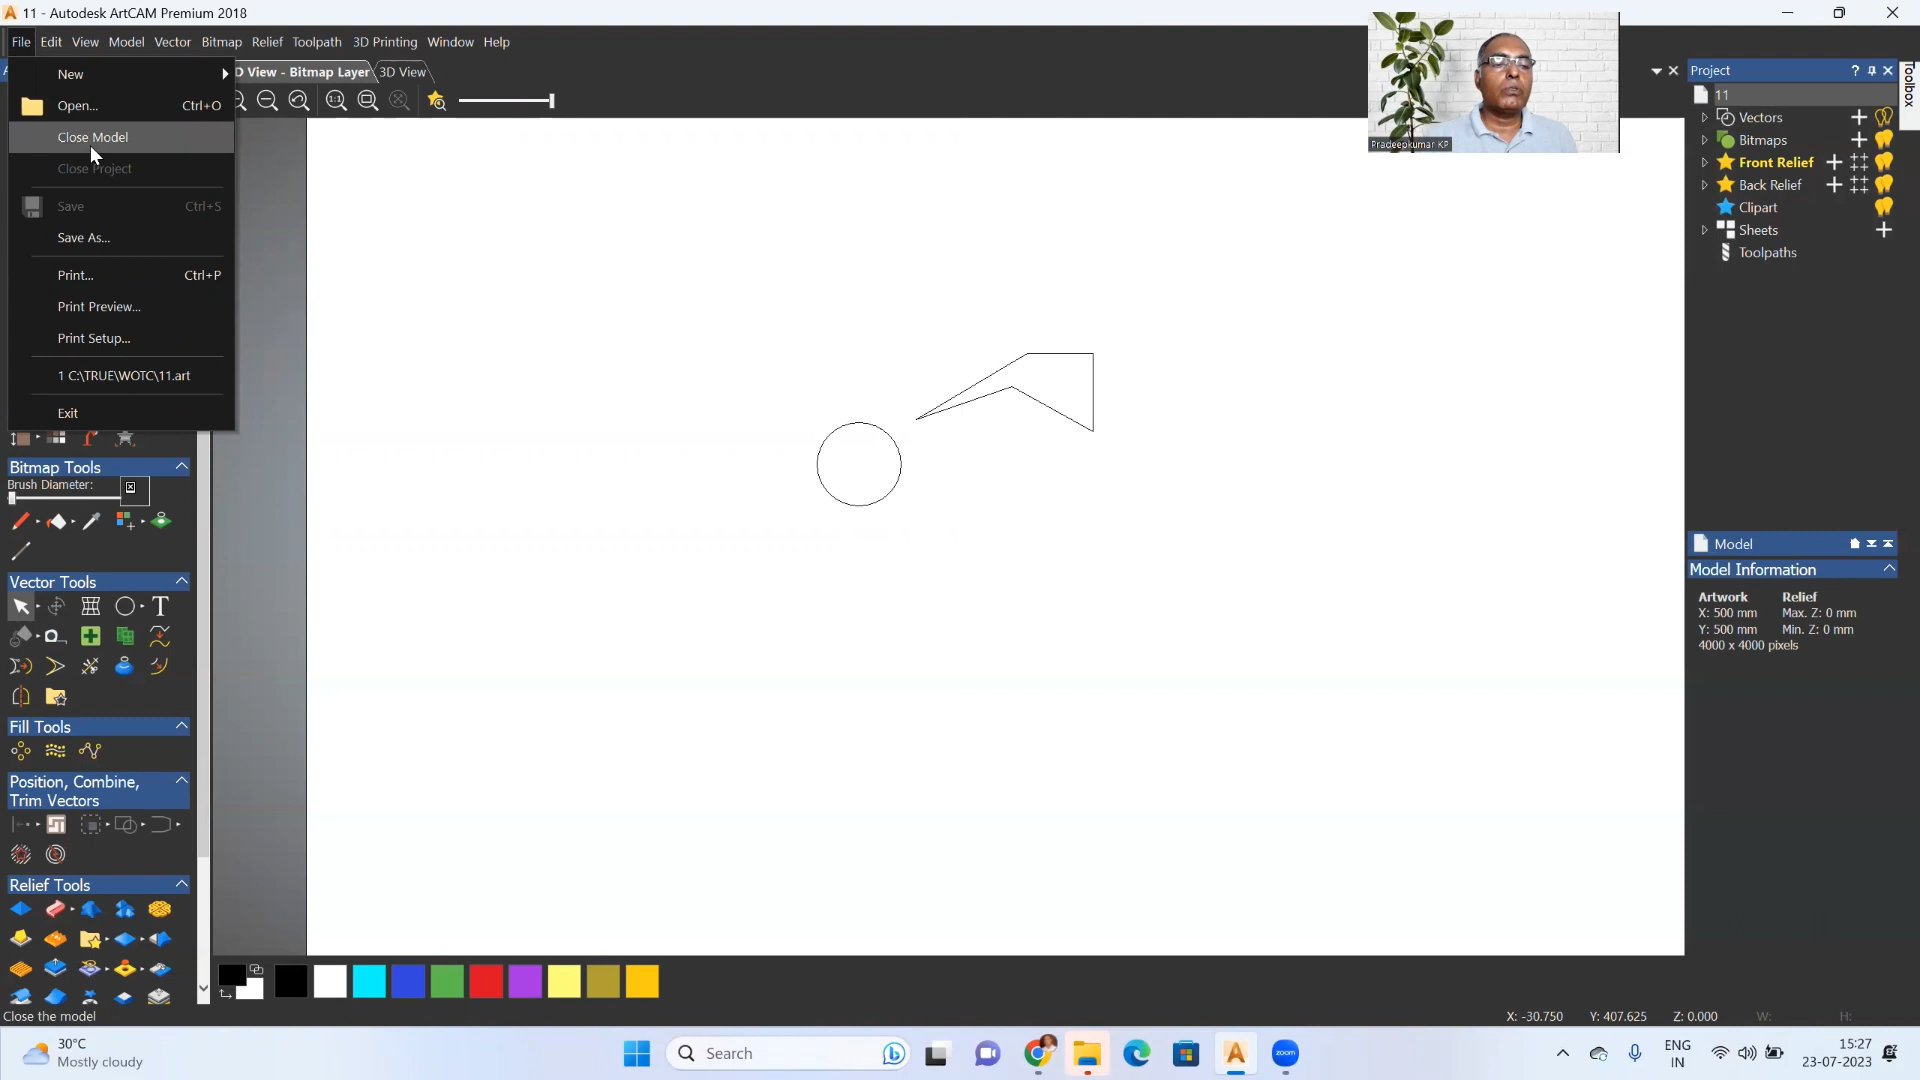 11 - Autodesk ArtCAM Premium 2018
File Edit View Model Vector Bitmap Relief Toolpath 3D Printing Window Help
D View - Bitmap Layer 3D View
New
Open... Ctrl+O
Close Model
Close Project
Save Ctrl+S
Save As...
Print... Ctrl+P
Print Preview...
Print Setup...
1 C:\TRUE\WOTC\11.art
Exit
1:1
Bitmap Tools
Brush Diameter:
Vector Tools
Fill Tools
Position, Combine,
Trim Vectors
Relief Tools
Close the model
Pradeepkumar KP
Project
Toolbox
11
Vectors
Bitmaps
Front Relief
Back Relief
Clipart
Sheets
Toolpaths
Model
Model Information
Artwork Relief
X: 500 mm Max. Z: 0 mm
Y: 500 mm Min. Z: 0 mm
4000 x 4000 pixels
X: -30.750 Y: 407.625 Z: 0.000 W: H:
30°C
Mostly cloudy
Search
zoom
ENG
IN
15:27
23-07-2023